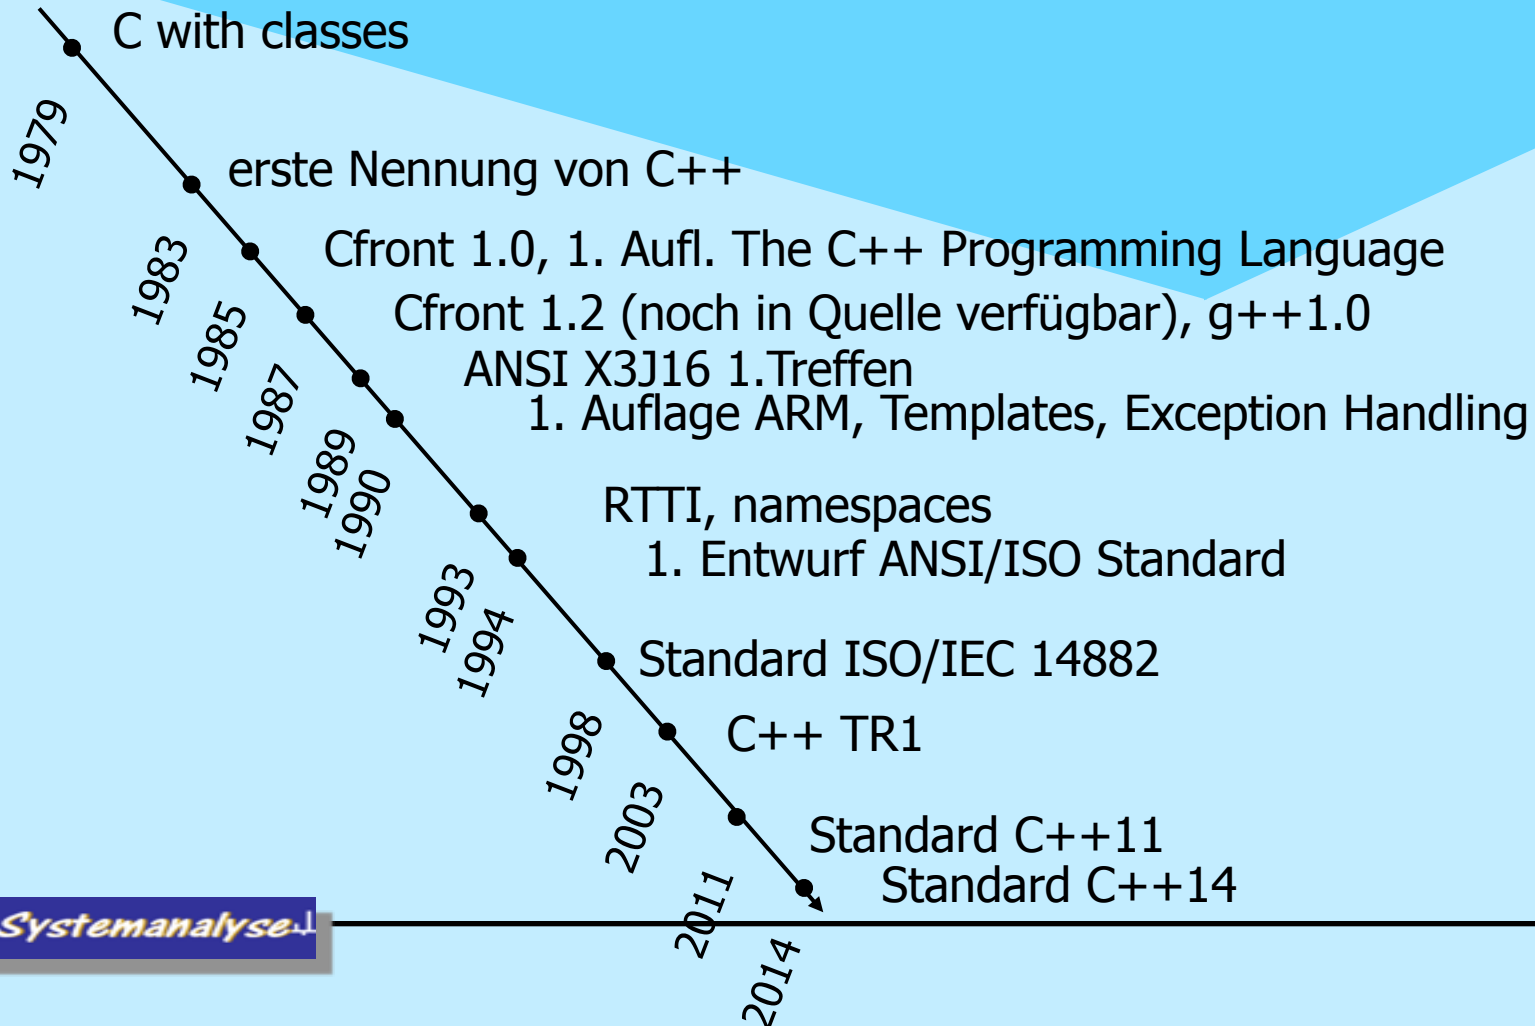 C with classes
1979
erste Nennung von C++
1983
Cfront 1.0, 1. Aufl. The C++ Programming Language
1985
Cfront 1.2 (noch in Quelle verfügbar), g++1.0
1987
ANSI X3J16 1.Treffen
1989
1. Auflage ARM, Templates, Exception Handling
1990
RTTI, namespaces
1993
1. Entwurf ANSI/ISO Standard
1994
Standard ISO/IEC 14882
1998
C++ TR1
2003
Standard C++11
2011
Standard C++14
2014
Systemanalyse